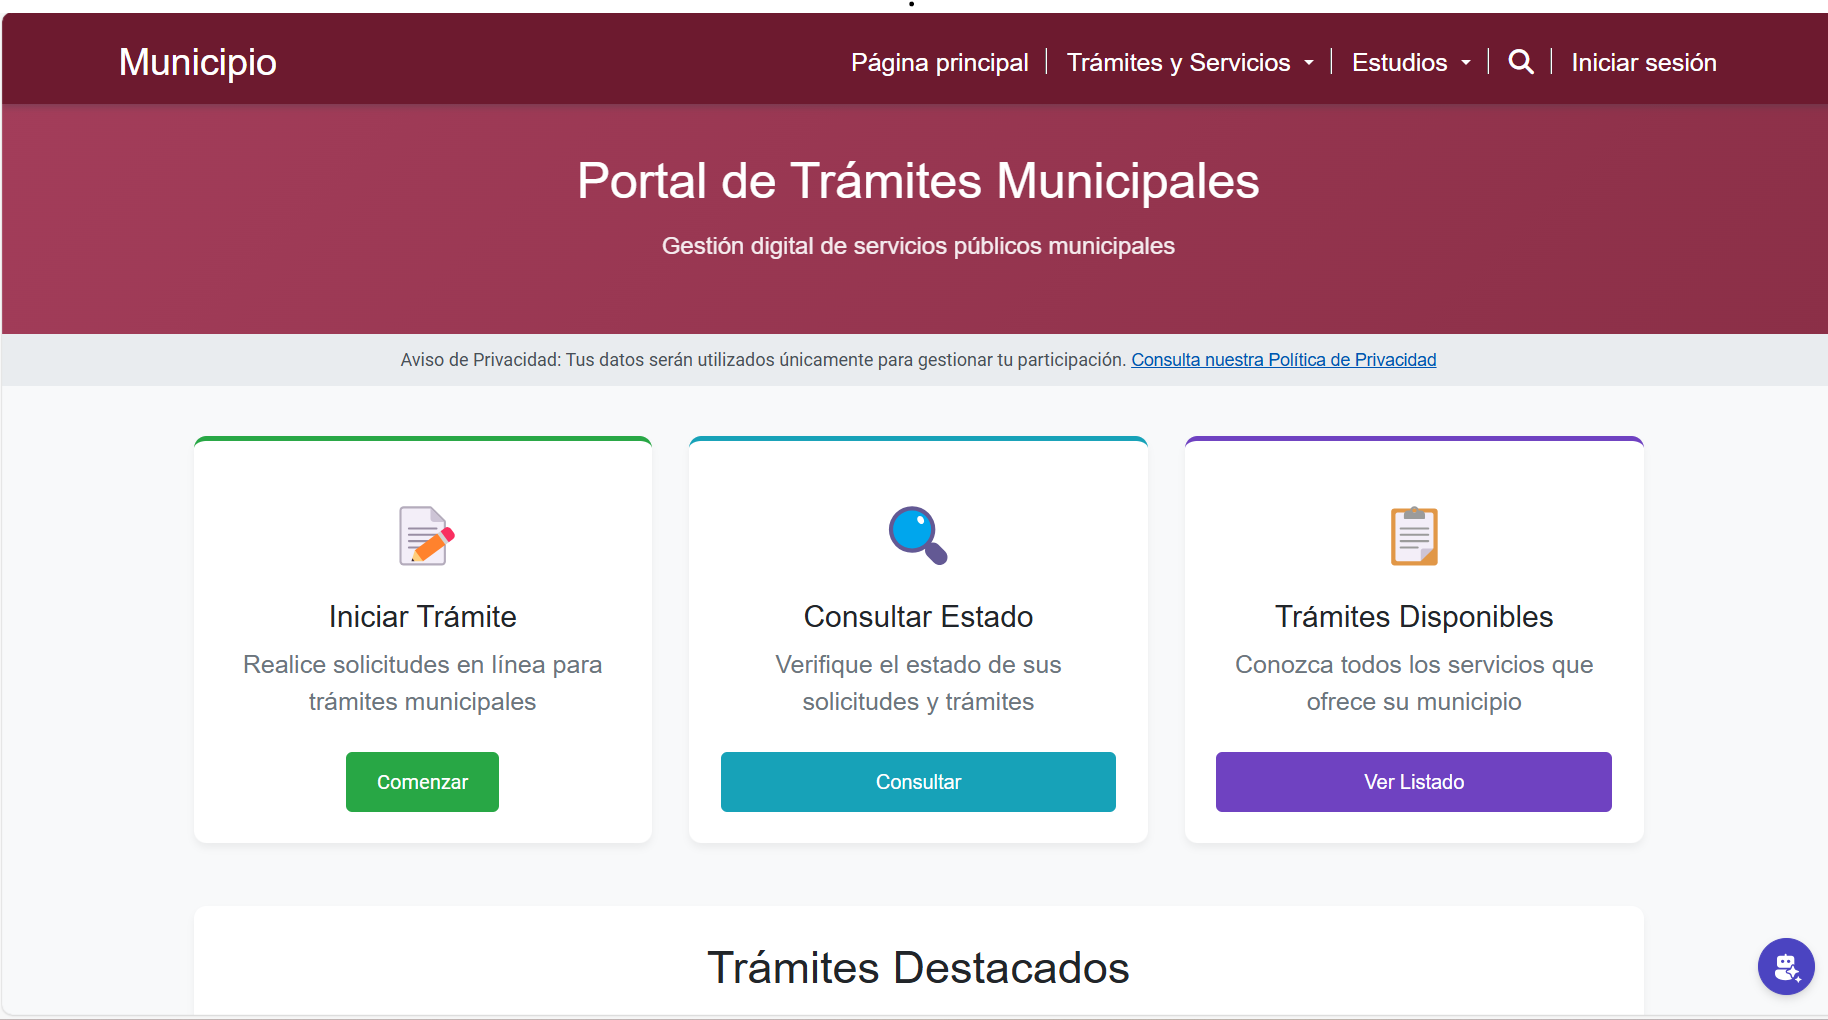 Municipio
Página principal
Trámites y Servicios
Estudios
Iniciar sesión
Portal de Trámites Municipales
Gestión digital de servicios públicos municipales
Aviso de Privacidad: Tus datos serán utilizados únicamente para gestionar tu participación. Consulta nuestra Política de Privacidad
Iniciar Trámite
Realice solicitudes en línea para
trámites municipales
Comenzar
Consultar Estado
Verifique el estado de sus
solicitudes y trámites
Consultar
Trámites Disponibles
Conozca todos los servicios que
ofrece su municipio
Ver Listado
Trámites Destacados